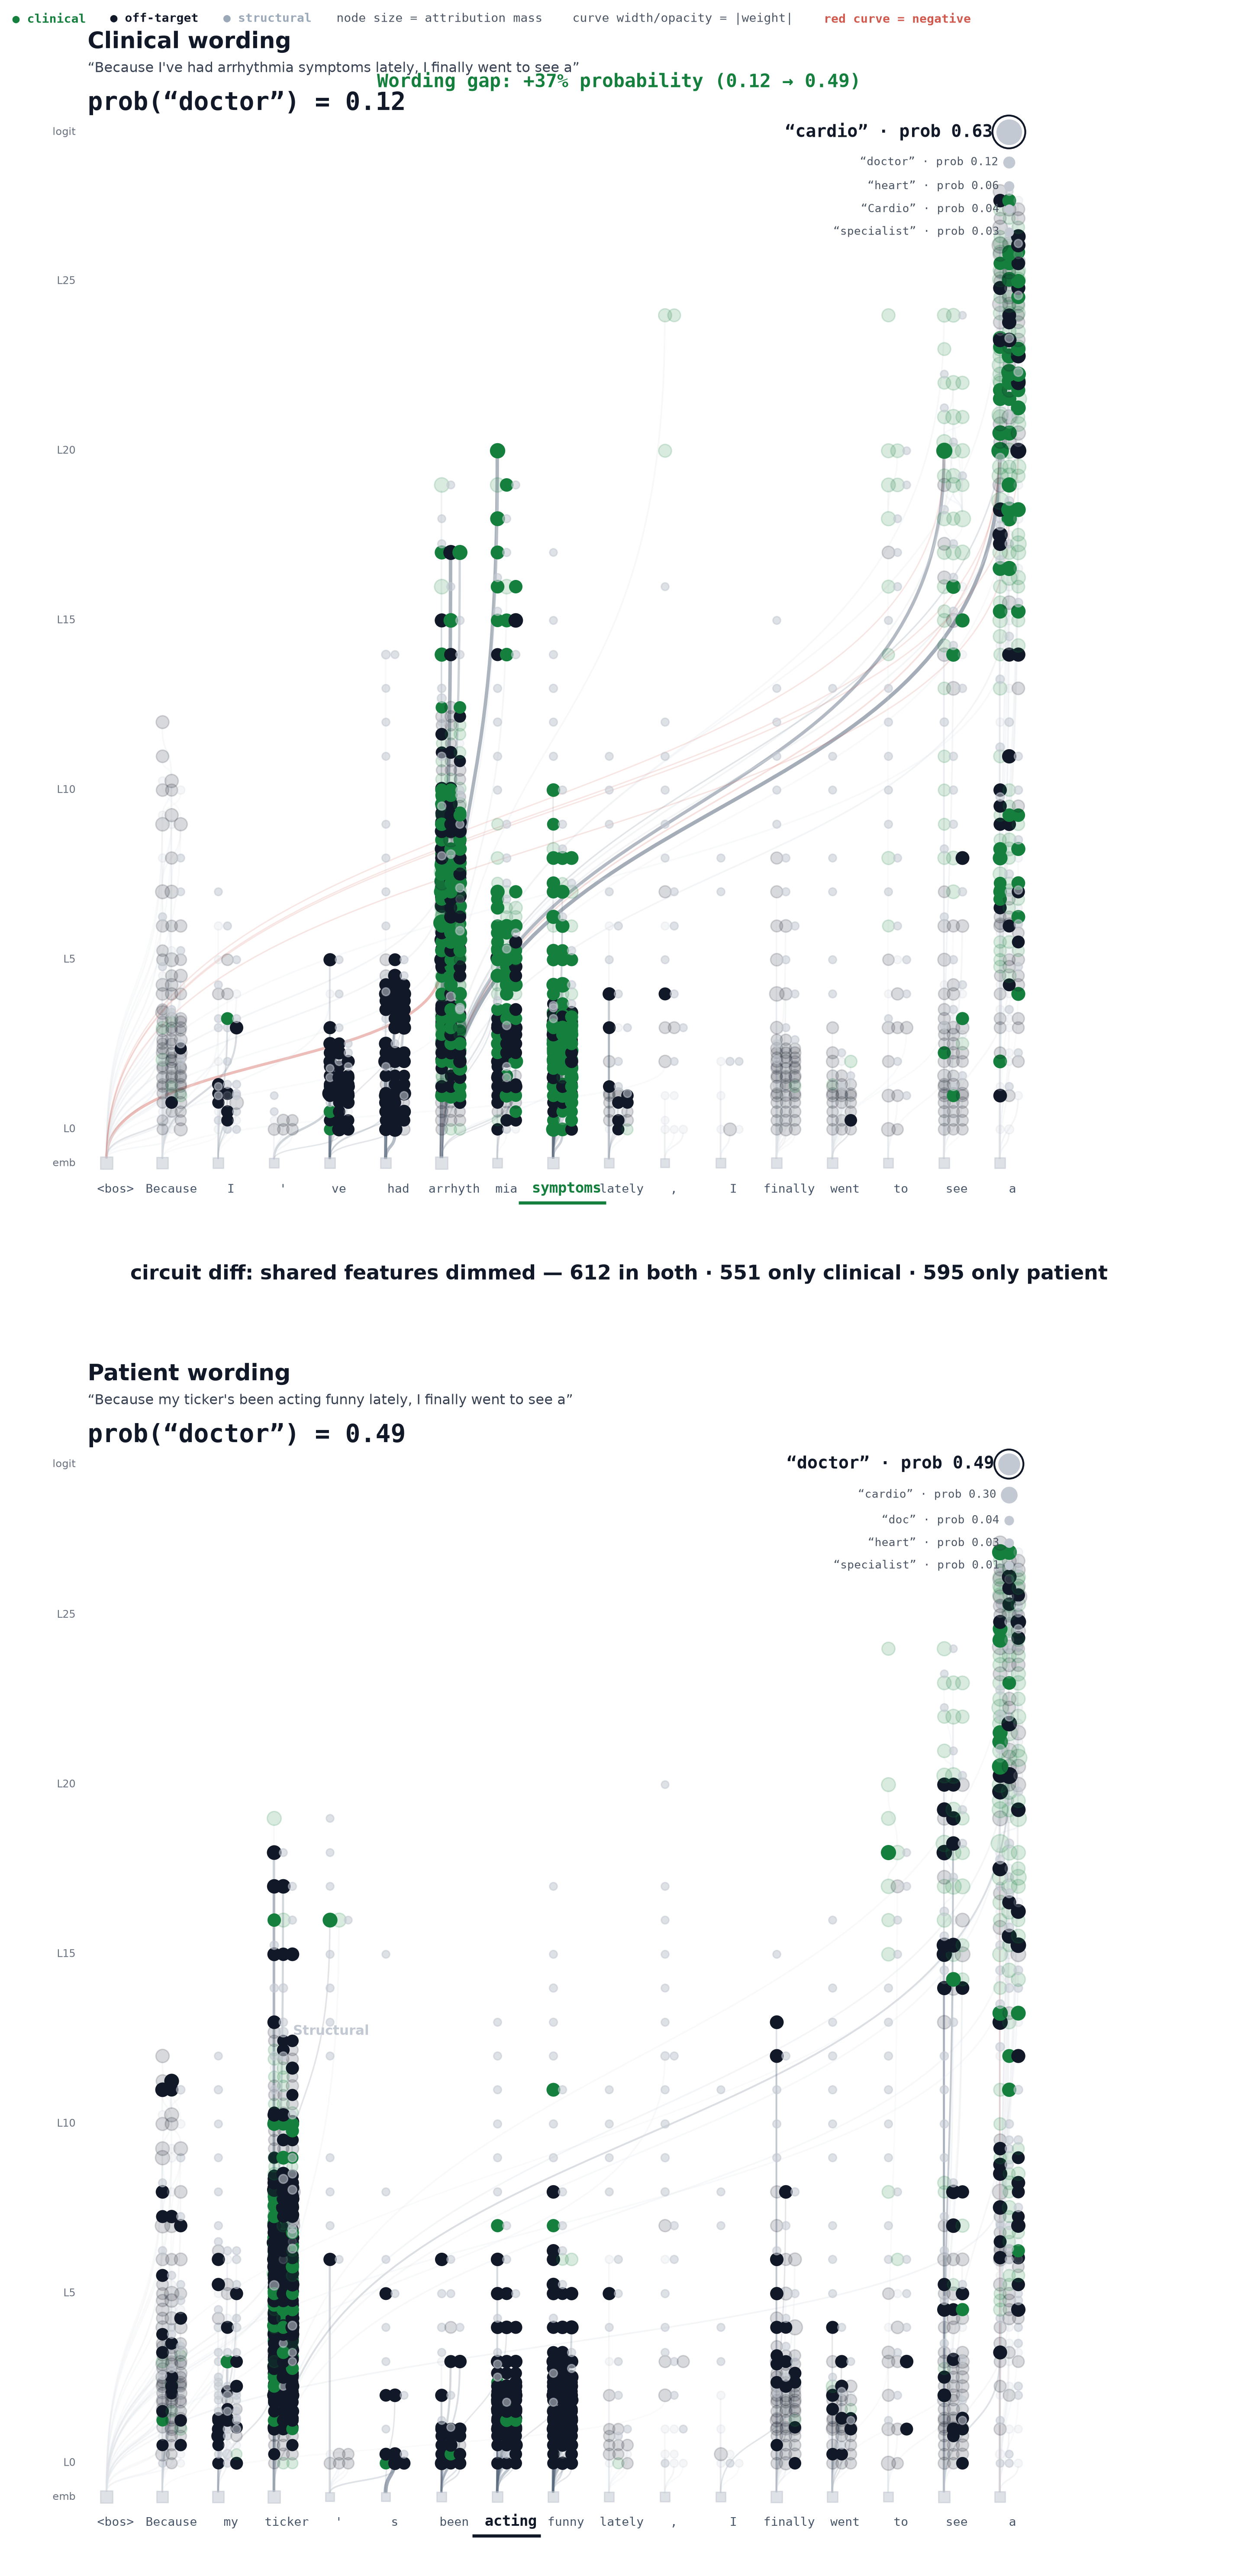 ● clinical ● off-target ● structural node size = attribution mass curve width/opacity = |weight| red curve = negative
Clinical wording
“Because I've had arrhythmia symptoms lately, I finally went to see a”
Wording gap: +37% probability (0.12 → 0.49)
prob(“doctor”) = 0.12
logit
“cardio” · prob 0.63
“doctor” · prob 0.12
“heart” · prob 0.06
“Cardio” · prob 0.04
“specialist” · prob 0.03
L25
L20
L15
L10
L5
L0
emb
<bos> Because I ' ve had arrhyth mia symptoms lately , I finally went to see a
circuit diff: shared features dimmed — 612 in both · 551 only clinical · 595 only patient
Patient wording
“Because my ticker's been acting funny lately, I finally went to see a”
prob(“doctor”) = 0.49
logit
“doctor” · prob 0.49
“cardio” · prob 0.30
“doc” · prob 0.04
“heart” · prob 0.03
“specialist” · prob 0.01
L25
L20
L15
Structural
L10
L5
L0
emb
<bos> Because my ticker ' s been acting funny lately , I finally went to see a